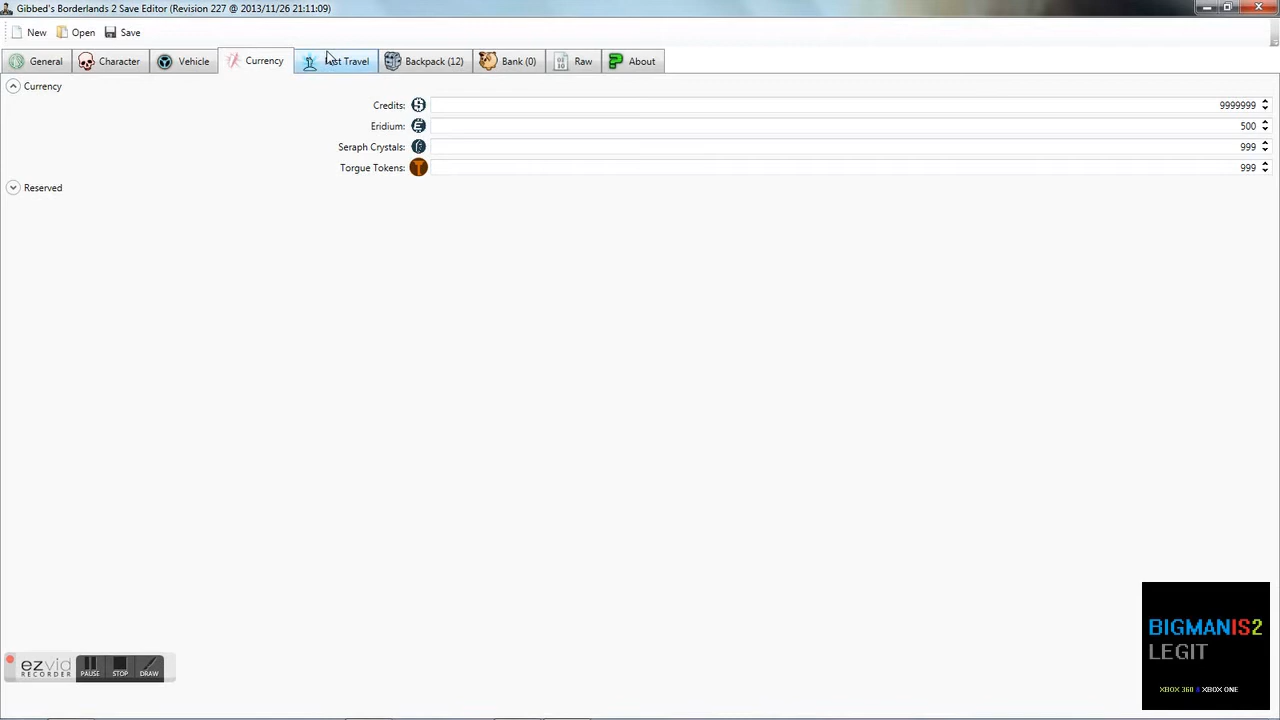 Gibbed's Borderlands 2 Save Editor (Revision 227 @ 2013/11/26 21:11:09)
New Open Save
General Character Vehicle Currency st Travel Backpack (12) Bank (0) Raw About
Currency
Credits: 9999999
Eridium: 500
Seraph Crystals: 999
Torgue Tokens: 999
Reserved
BIGMANIS2
LEGIT
XBOX 360 & XBOX ONE
ezvid
RECORDER
PAUSE STOP DRAW